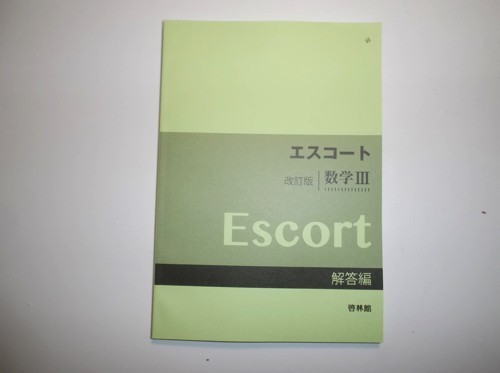 エスコート
改訂版 数学III
Escort
解答編
啓林館